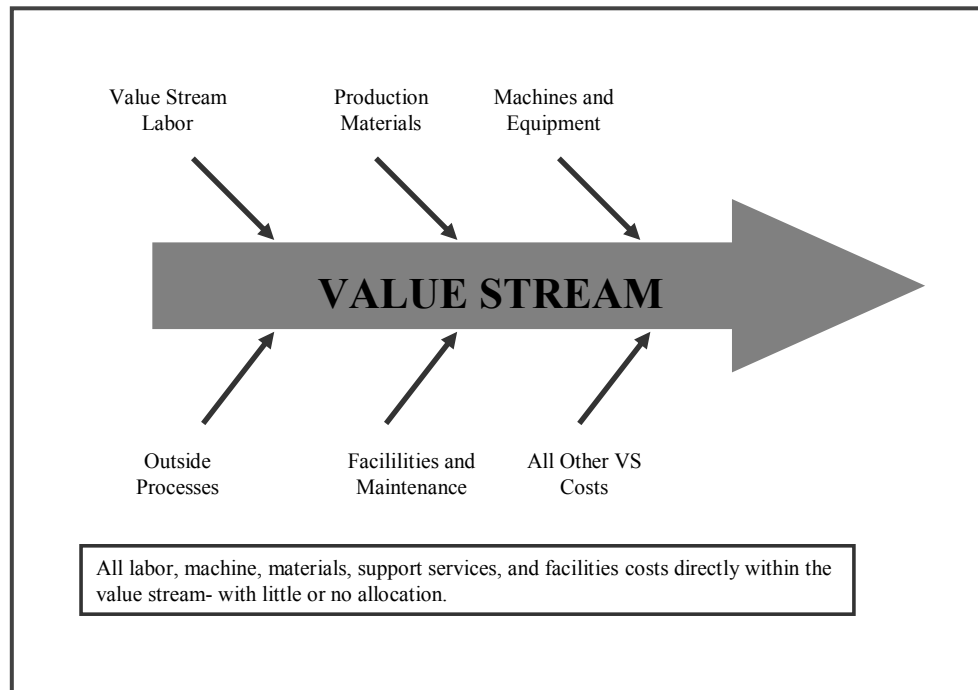 Value Stream
Labor
Production
Materials
Machines and
Equipment
VALUE STREAM
Outside
Processes
Facililities and
Maintenance
All Other VS
Costs
All labor, machine, materials, support services, and facilities costs directly within the
value stream- with little or no allocation.